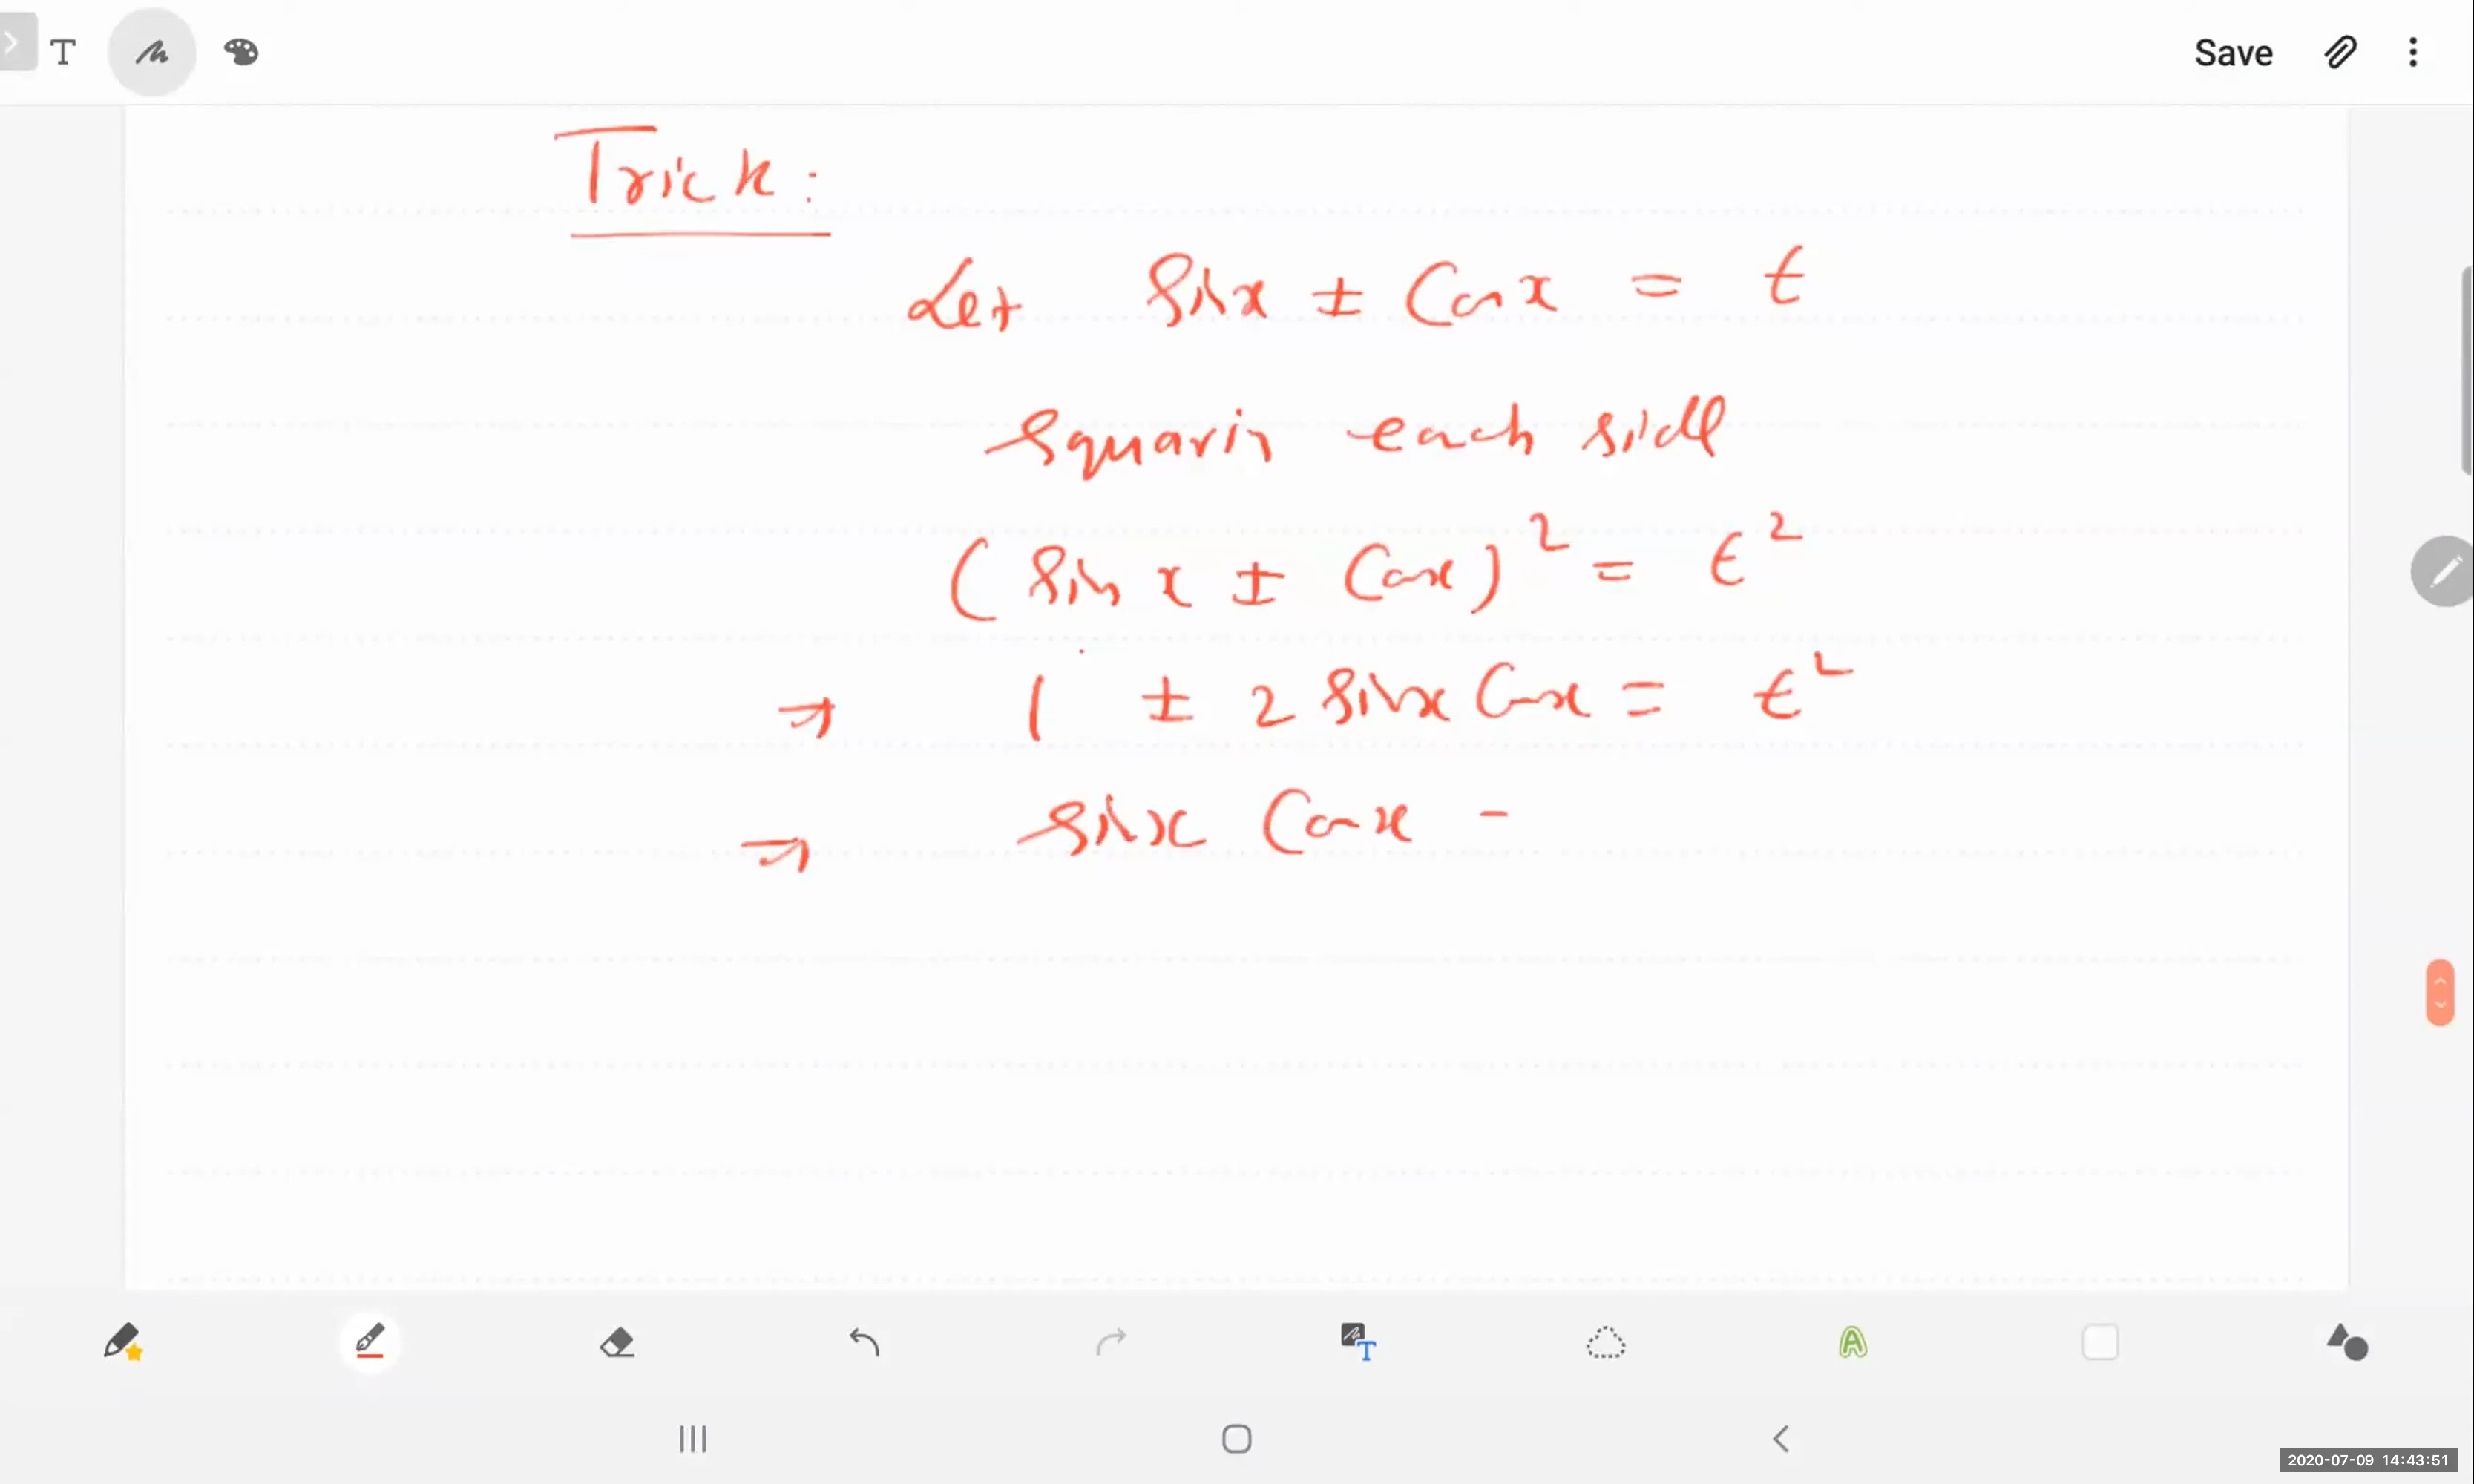 T Save
Trick:
Let Sinx ± Cosx = t
Squarin each side
(Sin x ± Cosx)² = t²
→ 1 ± 2 Sinx Cosx = t²
→ Sinx Cosx -
T A
2020-07-09 14:43:51